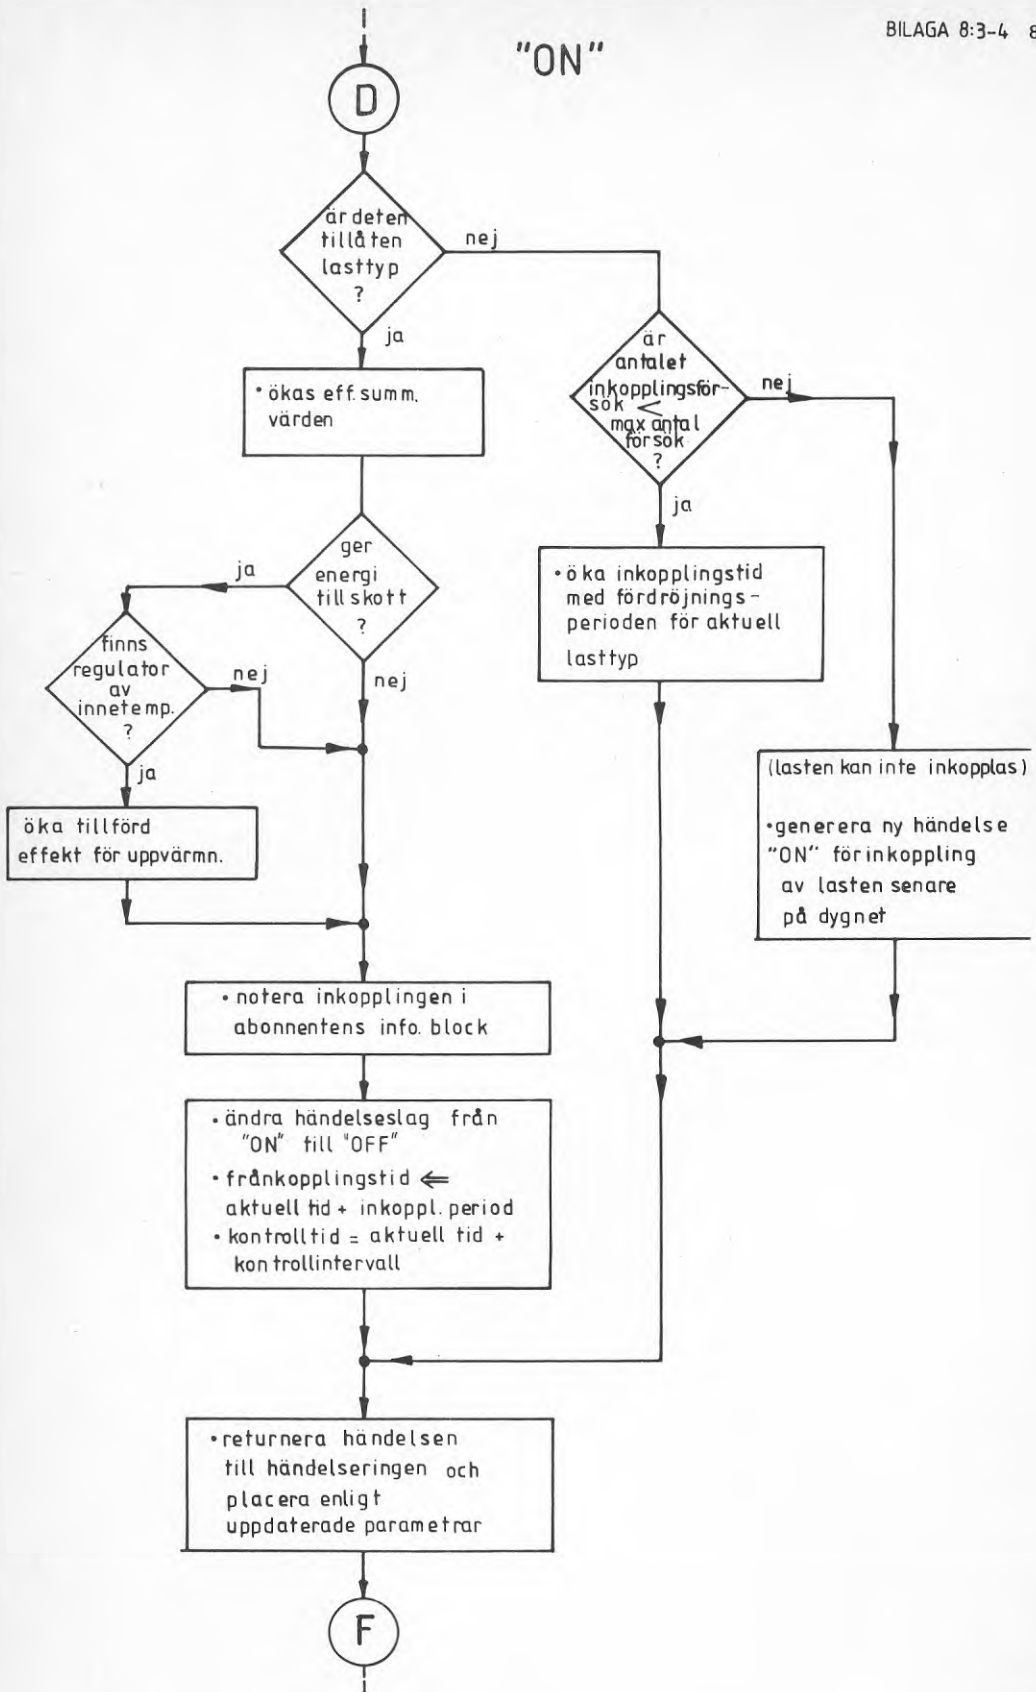 BILAGA 8:3-4 8
"ON"
D
är deten
tillåten
lasttyp
?
nej
ja
• ökas eff. summ.
värden
är
antalet
inkopplingsför-
sök <
max antal
försök
?
nej
ja
ger
energi
tillskott
?
ja
nej
• öka inkopplingstid
med fördröjnings-
perioden för aktuell
lasttyp
finns
regulator
av
innetemp.
?
nej
ja
öka tillförd
effekt för uppvärmn.
(lasten kan inte inkopplas)
• generera ny händelse
"ON" för inkoppling
av lasten senare
på dygnet
• notera inkopplingen i
abonnentens info. block
• ändra händelseslag från
"ON" till "OFF"
• frånkopplingstid ⇐
aktuell tid + inkoppl. period
• kontrolltid = aktuell tid +
kontrollintervall
• returnera händelsen
till händelseringen och
placera enligt
uppdaterade parametrar
F